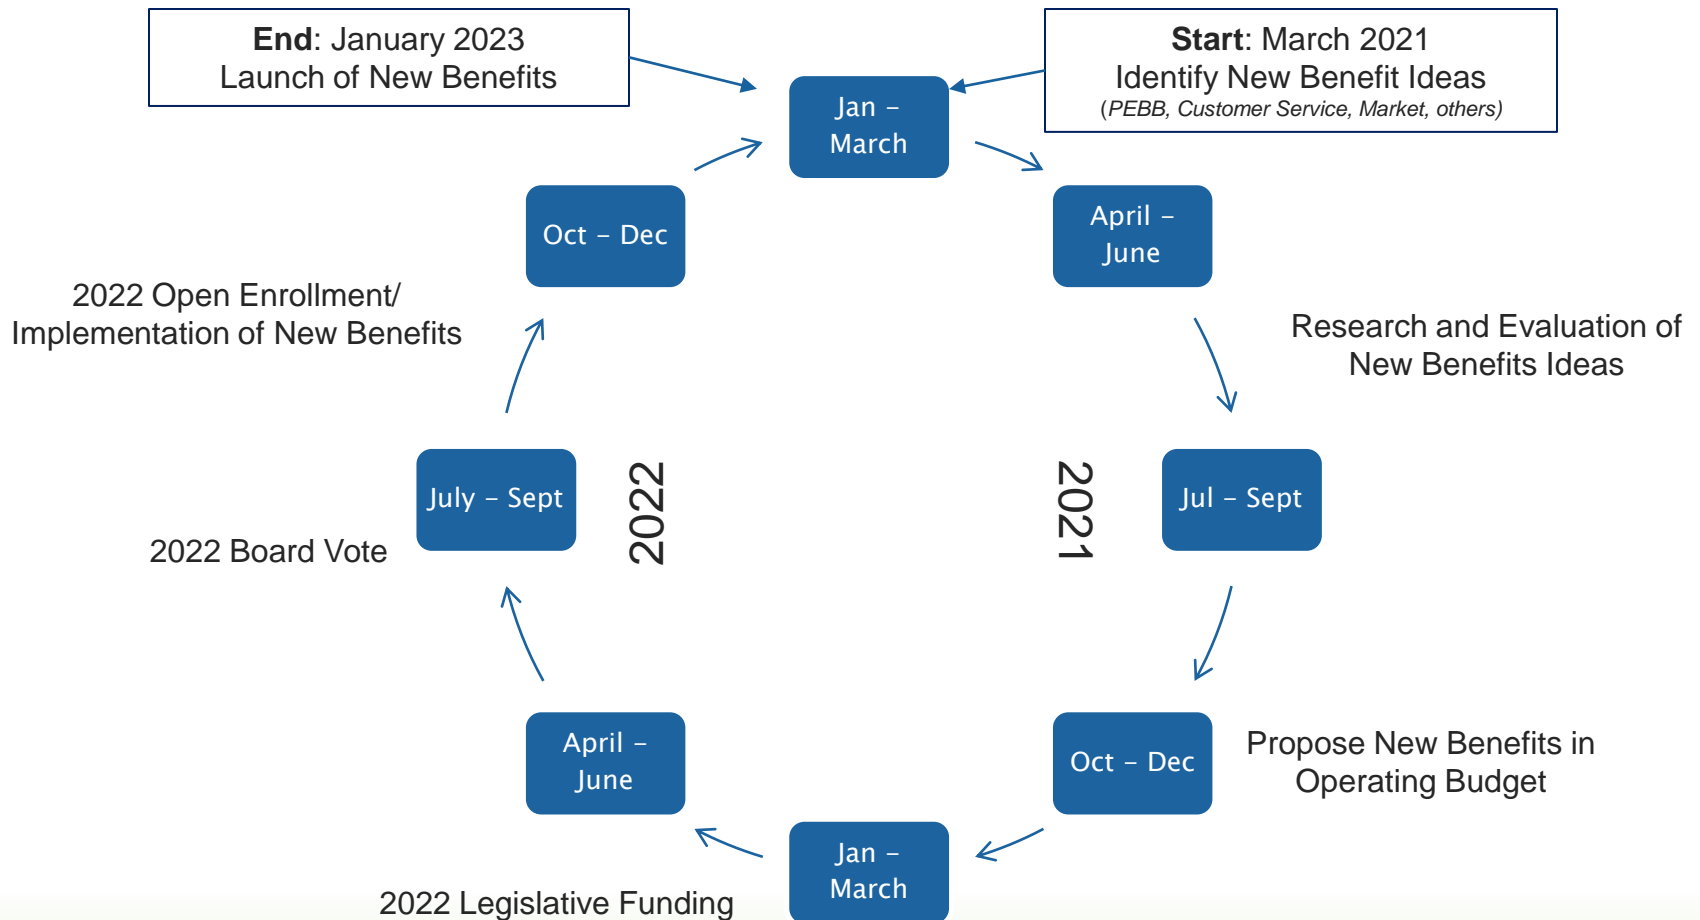 End: January 2023
Launch of New Benefits
Start: March 2021
Identify New Benefit Ideas
(PEBB, Customer Service, Market, others)
Jan –
March
April –
June
Research and Evaluation of
New Benefits Ideas
2021
Jul – Sept
Oct – Dec
Propose New Benefits in
Operating Budget
Jan –
March
2022 Legislative Funding
April –
June
2022 Board Vote
July – Sept
2022
2022 Open Enrollment/
Implementation of New Benefits
Oct – Dec